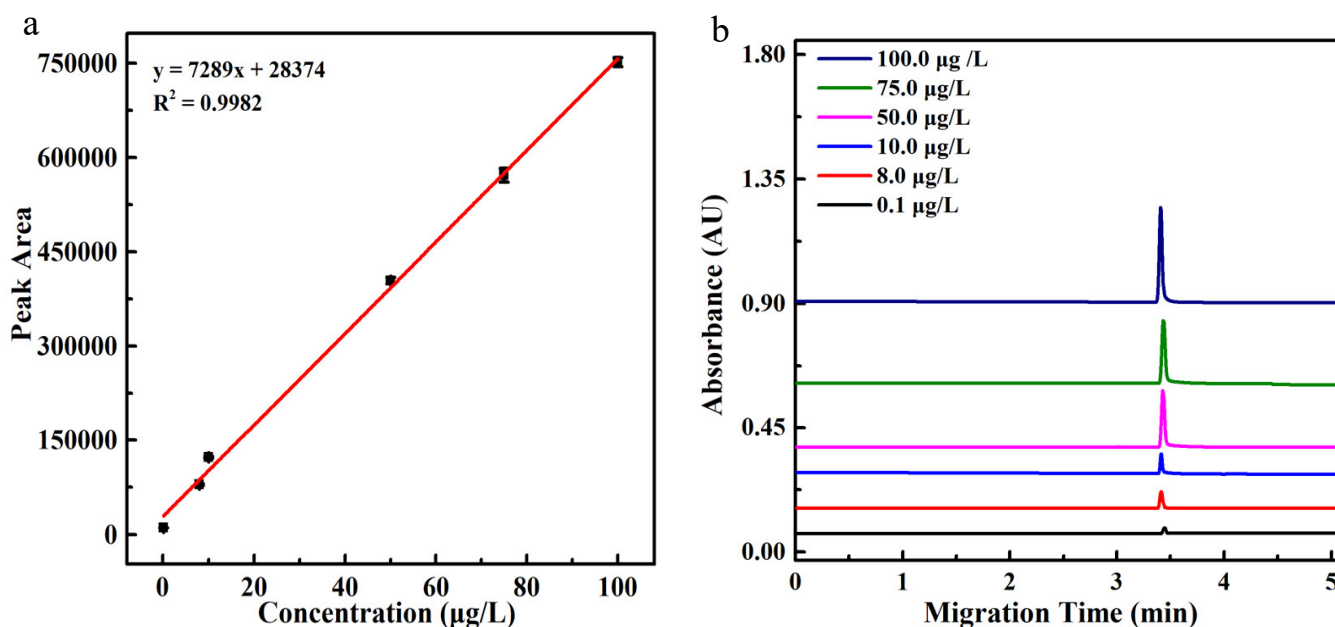 a
y = 7289x + 28374
R² = 0.9982
750000
600000
450000
300000
150000
0
Peak Area
0 20 40 60 80 100
Concentration (μg/L)
b
100.0 μg /L
75.0 μg/L
50.0 μg/L
10.0 μg/L
8.0 μg/L
0.1 μg/L
1.80
1.35
0.90
0.45
0.00
Absorbance (AU)
0 1 2 3 4 5
Migration Time (min)